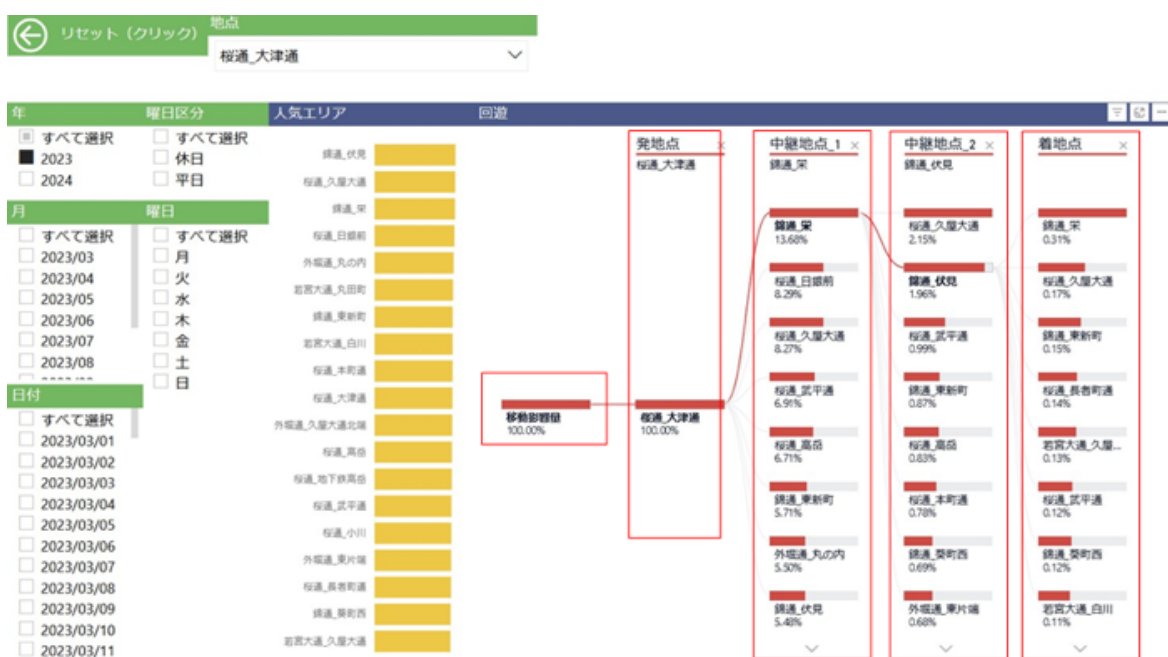 リセット（クリック）
地点
桜通_大津通
年
すべて選択
2023
2024
曜日区分
すべて選択
休日
平日
月
すべて選択
2023/03
2023/04
2023/05
2023/06
2023/07
2023/08
曜日
すべて選択
月
火
水
木
金
土
日
日付
すべて選択
2023/03/01
2023/03/02
2023/03/03
2023/03/04
2023/03/05
2023/03/06
2023/03/07
2023/03/08
2023/03/09
2023/03/10
2023/03/11
人気エリア
錦通_伏見
桜通_久屋大通
錦通_栄
桜通_日銀前
外堀通_丸の内
若宮大通_丸田町
錦通_東新町
若宮大通_白川
桜通_本町通
桜通_大津通
外堀通_久屋大通北端
桜通_高岳
桜通_地下鉄高岳
桜通_武平通
桜通_小川
外堀通_東片端
桜通_長者町通
錦通_葵町西
若宮大通_久屋大通
回遊
移動影響量
100.00%
発地点
桜通_大津通
桜通_大津通
100.00%
中継地点_1
錦通_栄
錦通_栄
13.68%
桜通_日銀前
8.29%
桜通_久屋大通
8.27%
桜通_武平通
6.91%
桜通_高岳
6.71%
錦通_東新町
5.71%
外堀通_丸の内
5.50%
錦通_伏見
5.48%
中継地点_2
錦通_伏見
桜通_久屋大通
2.15%
錦通_伏見
1.96%
桜通_武平通
0.99%
錦通_東新町
0.87%
桜通_高岳
0.83%
桜通_本町通
0.78%
錦通_葵町西
0.69%
外堀通_東片端
0.68%
着地点
錦通_栄
0.31%
桜通_久屋大通
0.17%
錦通_東新町
0.15%
桜通_長者町通
0.14%
若宮大通_久屋...
0.13%
桜通_武平通
0.12%
錦通_葵町西
0.12%
若宮大通_白川
0.11%